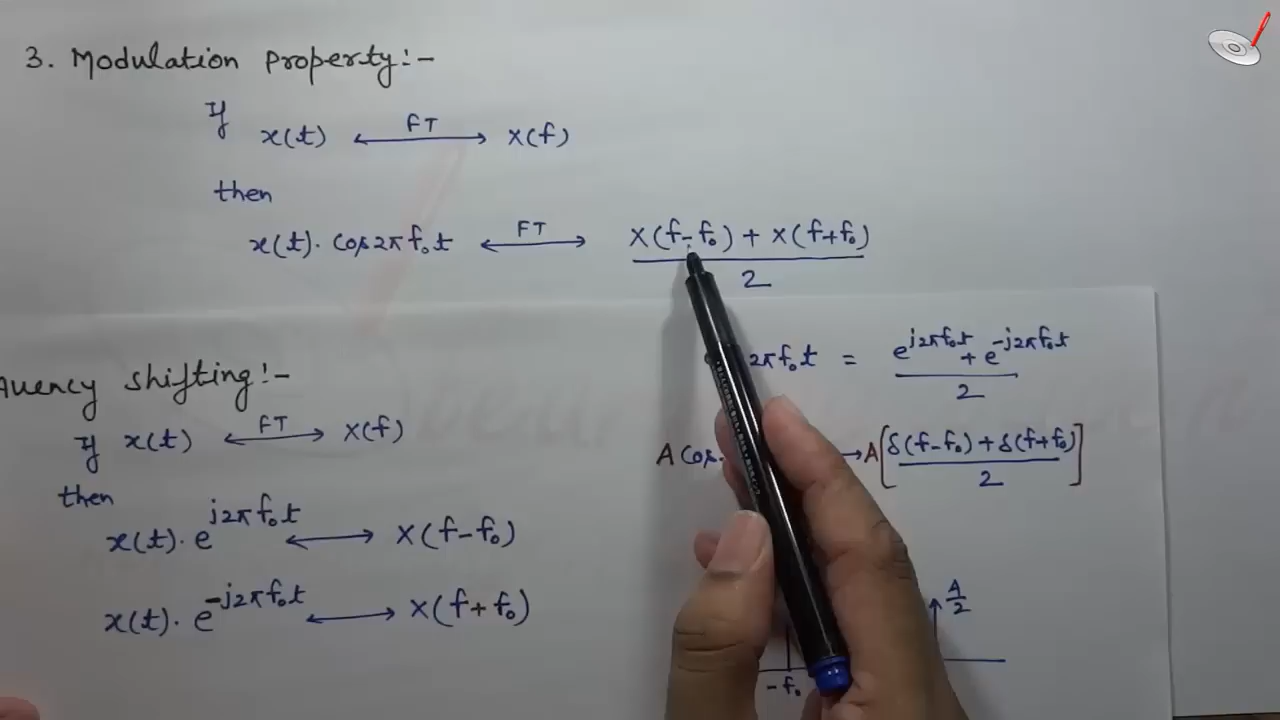 3. Modulation property:-
If x(t) <—FT—> X(f)
then
x(t). Cos2πf₀t <—FT—> X(f-f₀) + X(f+f₀) / 2
shifting:-
If x(t) <—FT—> X(f)
then
x(t). e^j2πf₀t <—> X(f-f₀)
x(t). e^-j2πf₀t <—> X(f+f₀)
2πf₀t = e^j2πf₀t + e^-j2πf₀t / 2
A Cos → A[δ(f-f₀) + δ(f+f₀) / 2]
A/2
-f₀